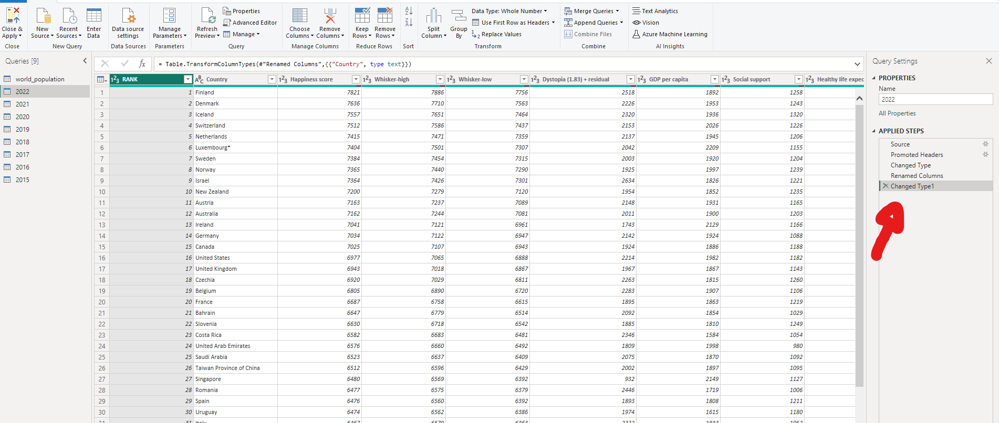 Close & Apply
New Source
Recent Sources
Enter Data
Data source settings
Manage Parameters
Refresh Preview
Properties
Advanced Editor
Manage
Choose Columns
Remove Columns
Keep Rows
Remove Rows
Split Column
Group By
Data Type: Whole Number
Use First Row as Headers
Replace Values
Merge Queries
Append Queries
Combine Files
Text Analytics
Vision
Azure Machine Learning
Close
New Query
Data Sources
Parameters
Query
Manage Columns
Reduce Rows
Sort
Transform
Combine
AI Insights
Queries [9]
world_population
2022
2021
2020
2019
2018
2017
2016
2015
fx = Table.TransformColumnTypes(#"Renamed Columns",{{"Country", type text}})
RANK Country Happiness score Whisker-high Whisker-low Dystopia (1.83) + residual GDP per capita Social support Healthy life expec
1 1 Finland 7821 7886 7756 2518 1892 1258
2 2 Denmark 7636 7710 7563 2226 1953 1243
3 3 Iceland 7557 7651 7464 2320 1936 1320
4 4 Switzerland 7512 7586 7437 2153 2026 1226
5 5 Netherlands 7415 7471 7359 2137 1945 1206
6 6 Luxembourg* 7404 7501 7307 2042 2209 1155
7 7 Sweden 7384 7454 7315 2003 1920 1204
8 8 Norway 7365 7440 7290 1925 1997 1239
9 9 Israel 7364 7426 7301 2634 1826 1221
10 10 New Zealand 7200 7279 7120 1954 1852 1235
11 11 Austria 7163 7237 7089 2148 1931 1165
12 12 Australia 7162 7244 7081 2011 1900 1203
13 13 Ireland 7041 7121 6961 1743 2129 1166
14 14 Germany 7034 7122 6947 2142 1924 1088
15 15 Canada 7025 7107 6943 1924 1886 1188
16 16 United States 6977 7065 6888 2214 1982 1182
17 17 United Kingdom 6943 7018 6867 1967 1867 1143
18 18 Czechia 6920 7029 6811 2263 1815 1260
19 19 Belgium 6805 6890 6720 2283 1907 1106
20 20 France 6687 6758 6615 1895 1863 1219
21 21 Bahrain 6647 6779 6514 2092 1854 1029
22 22 Slovenia 6630 6718 6542 1885 1810 1249
23 23 Costa Rica 6582 6683 6481 2346 1584 1054
24 24 United Arab Emirates 6576 6660 6492 1809 1998 980
25 25 Saudi Arabia 6523 6637 6409 2075 1870 1092
26 26 Taiwan Province of China 6512 6596 6429 2002 1897 1095
27 27 Singapore 6480 6569 6392 932 2149 1127
28 28 Romania 6477 6575 6379 2446 1719 1006
29 29 Spain 6476 6560 6392 1893 1808 1211
30 30 Uruguay 6474 6562 6386 1974 1615 1180
Query Settings
PROPERTIES
Name
2022
All Properties
APPLIED STEPS
Source
Promoted Headers
Changed Type
Renamed Columns
Changed Type1